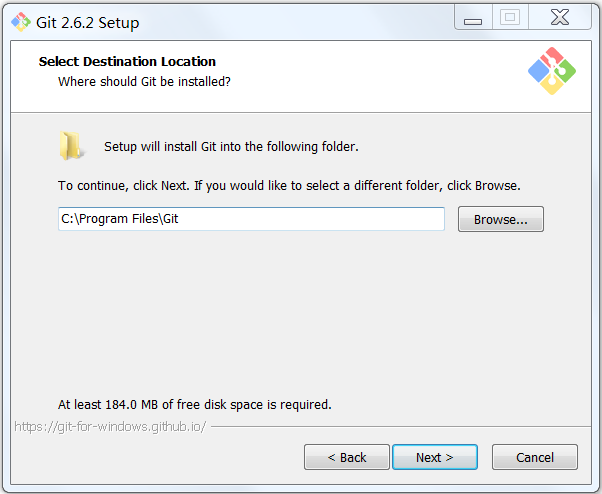 Git 2.6.2 Setup
Select Destination Location
Where should Git be installed?
Setup will install Git into the following folder.
To continue, click Next. If you would like to select a different folder, click Browse.
C:\Program Files\Git
Browse...
At least 184.0 MB of free disk space is required.
https://git-for-windows.github.io/
< Back
Next >
Cancel